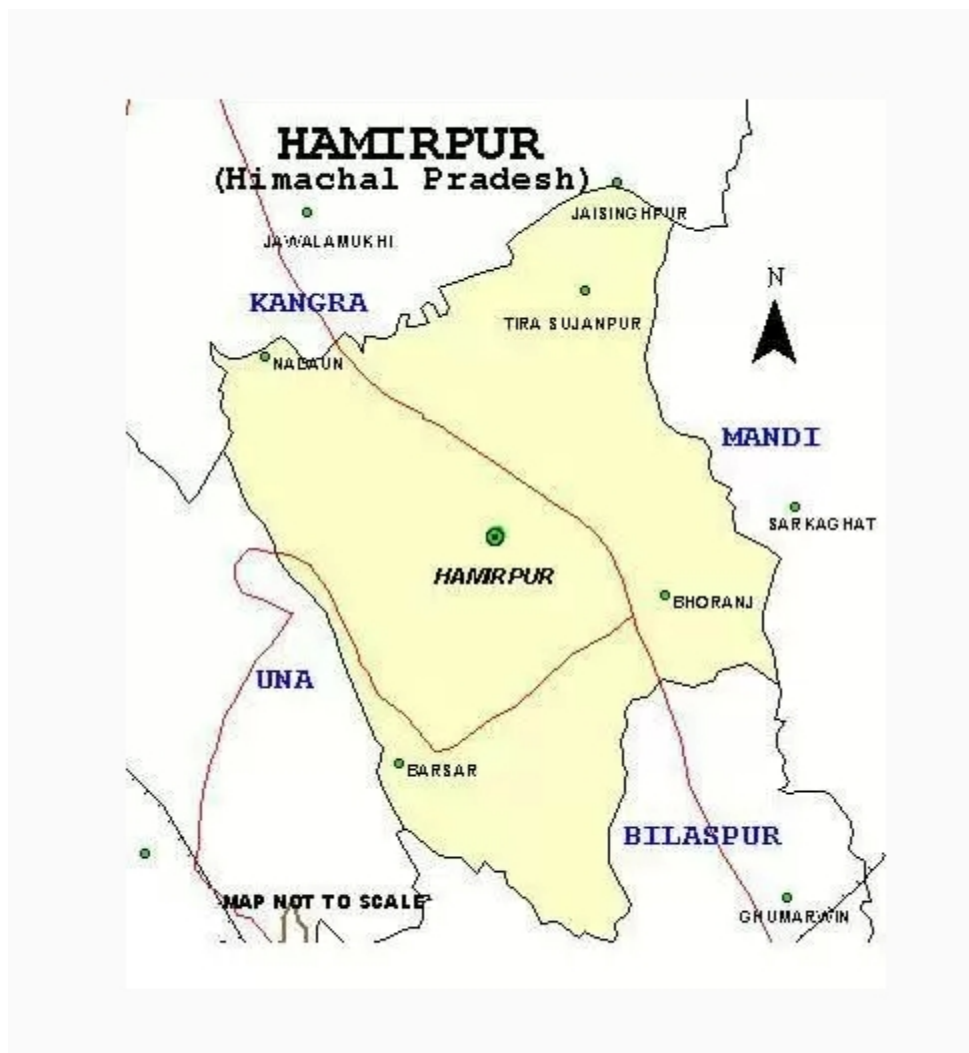 HAMIRPUR
(Himachal Pradesh)
JAISINGHPUR
JAWALAMUKHI
N
KANGRA
TIRA SUJANPUR
NADAUN
MANDI
SARKAGHAT
HAMIRPUR
BHORANJ
UNA
BARSAR
BILASPUR
MAP NOT TO SCALE
GHUMARWIN